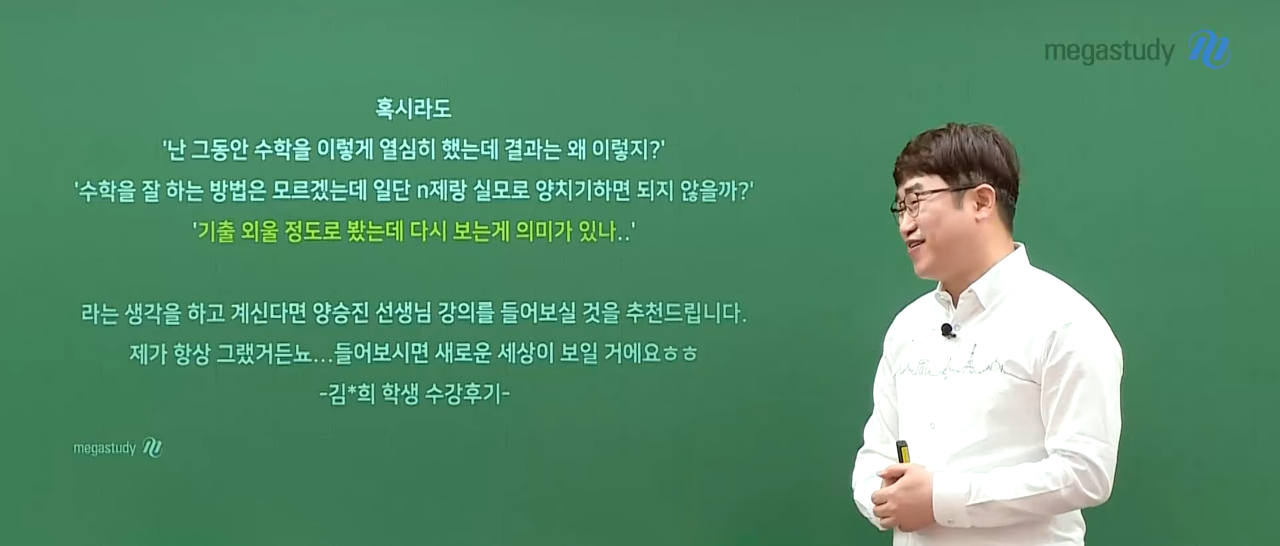 megastudy
혹시라도
'난 그동안 수학을 이렇게 열심히 했는데 결과는 왜 이렇지?'
'수학을 잘 하는 방법은 모르겠는데 일단 n제랑 실모로 양치기하면 되지 않을까?'
'기출 외울 정도로 봤는데 다시 보는게 의미가 있나..'
라는 생각을 하고 계신다면 양승진 선생님 강의를 들어보실 것을 추천드립니다.
제가 항상 그랬거든뇨...들어보시면 새로운 세상이 보일 거에요ㅎㅎ
-김*희 학생 수강후기-
megastudy